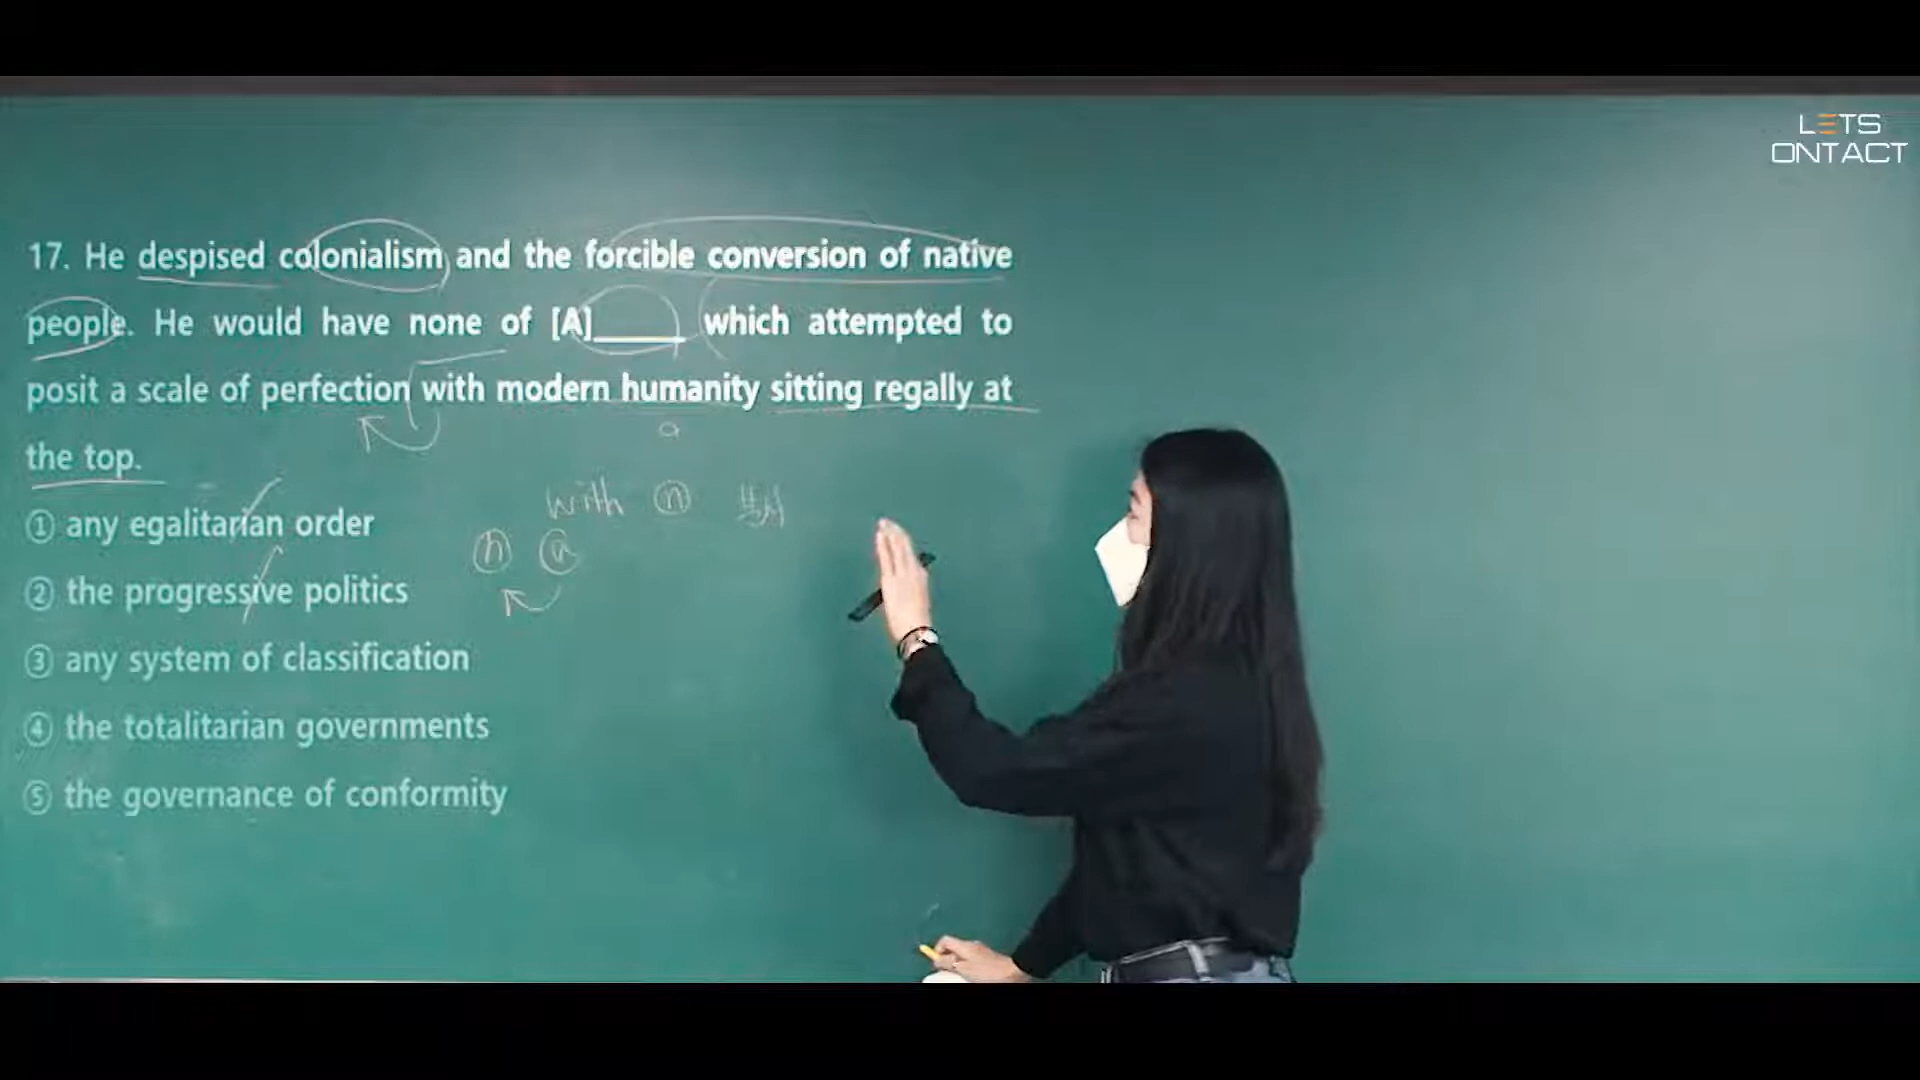 LETS
ONTACT
17. He despised colonialism and the forcible conversion of native
people. He would have none of [A]______ which attempted to
posit a scale of perfection with modern humanity sitting regally at
the top.
a
with ⓝ
ⓝ ⓐ
① any egalitarian order
② the progressive politics
③ any system of classification
④ the totalitarian governments
⑤ the governance of conformity